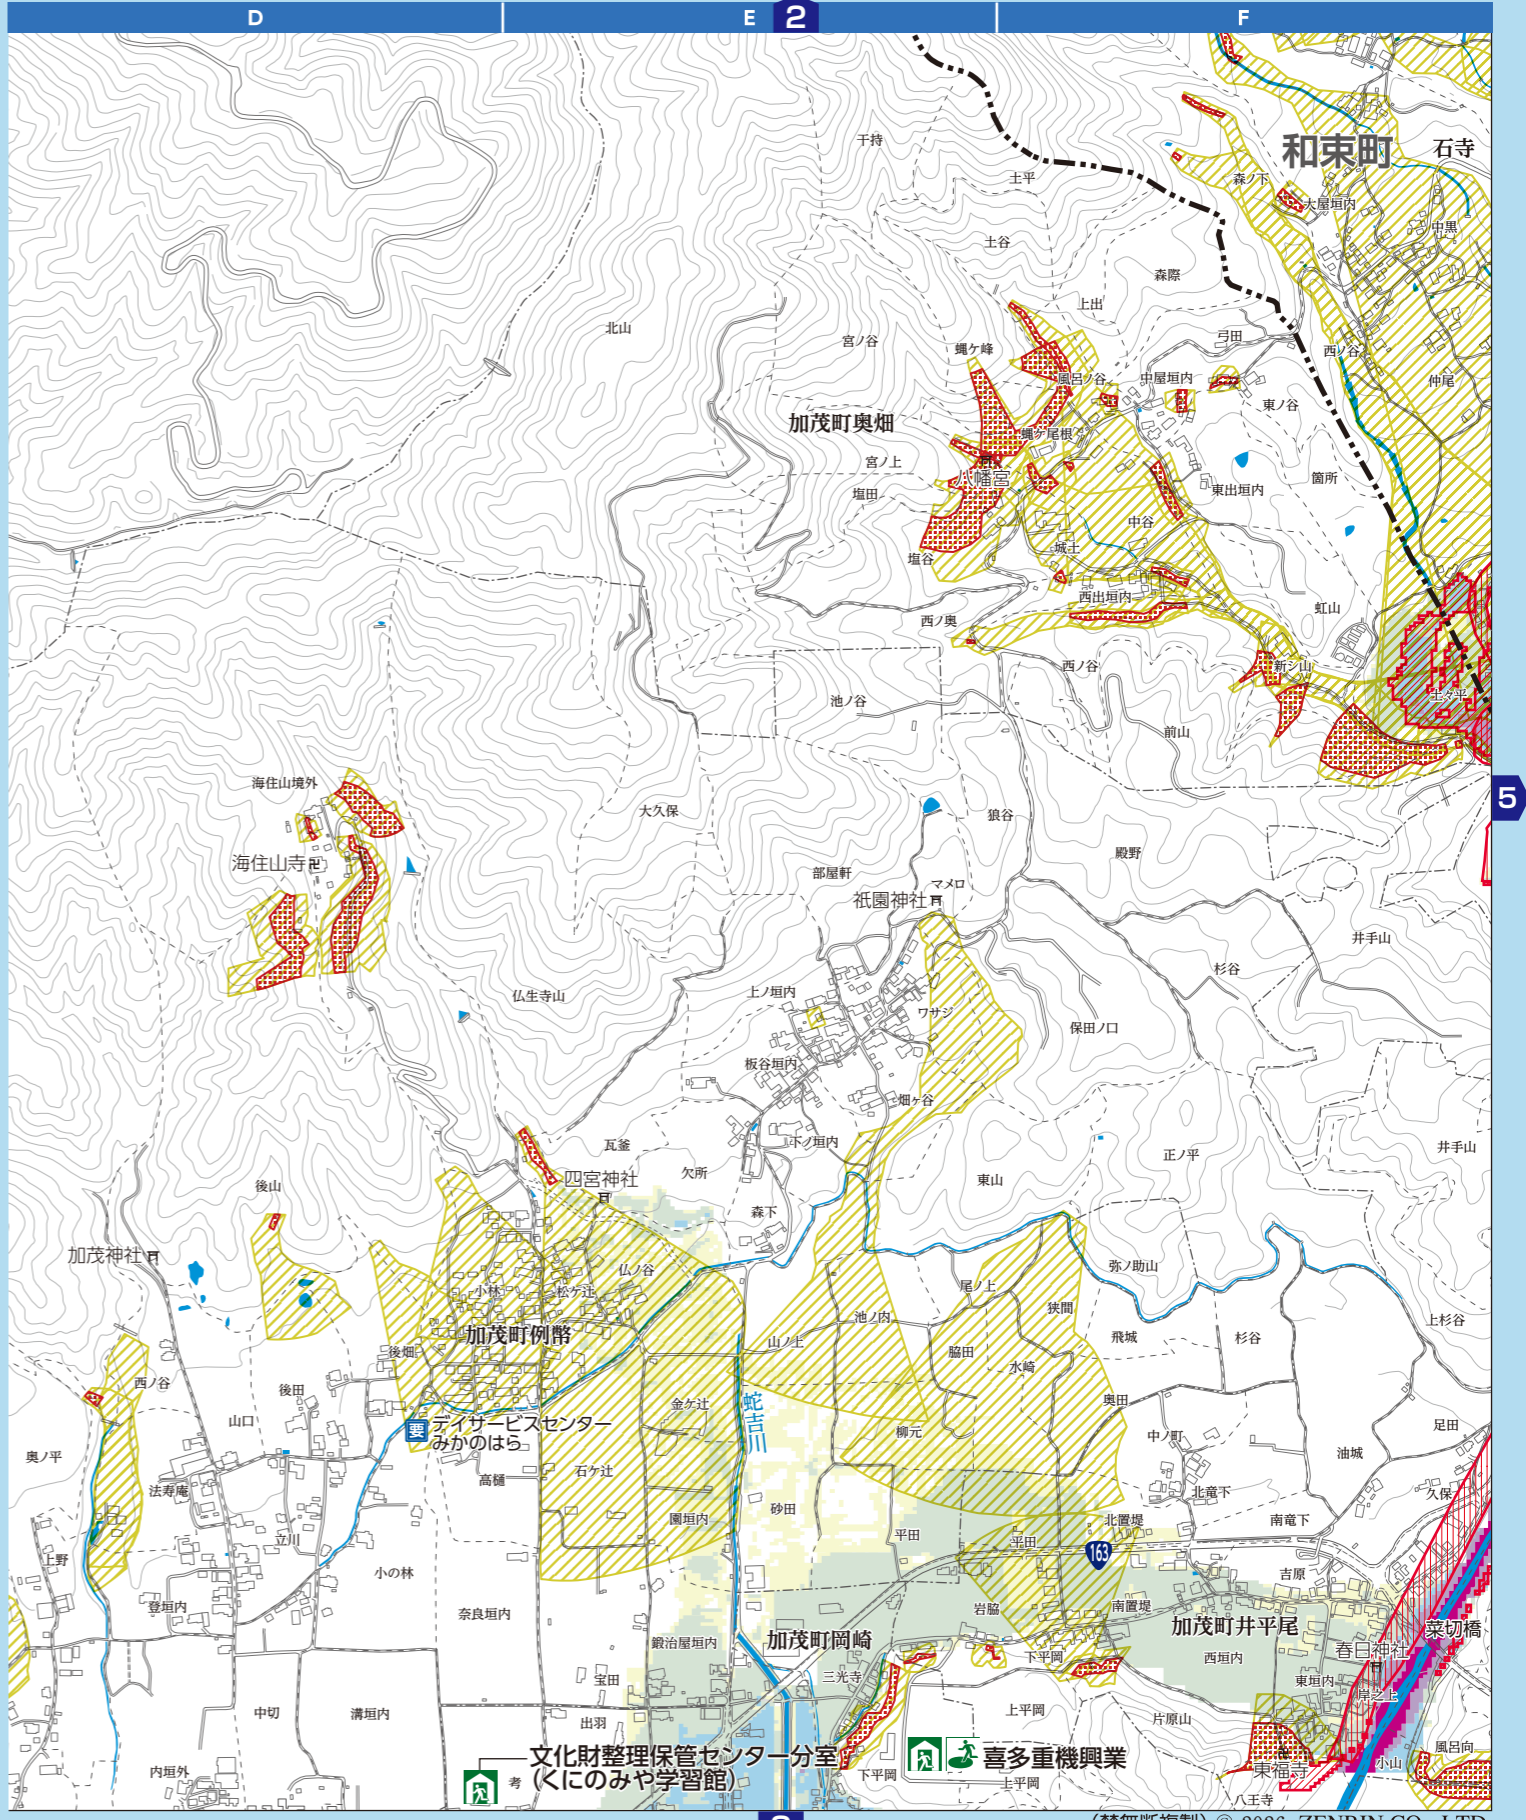 D
E
2
F
和束町
石寺
干持
土平
森ノ下
大屋垣内
中黒
土谷
森際
上出
北山
宮ノ谷
蝿ケ峰
弓田
西ノ谷
風呂ノ谷
中屋垣内
仲尾
東ノ谷
加茂町奥畑
蝿ケ尾根
宮ノ上
八幡宮
箇所
塩田
東出垣内
中谷
城土
塩谷
西出垣内
虹山
西ノ奥
西ノ谷
新シ山
土々平
池ノ谷
前山
海住山境外
大久保
狼谷
5
海住山寺
殿野
部屋軒
マメロ
祇園神社
井手山
杉谷
仏生寺山
上ノ垣内
ワサジ
保田ノ口
板谷垣内
畑ヶ谷
瓦釜
下ノ垣内
井手山
四宮神社
欠所
正ノ平
後山
東山
森下
加茂神社
仏ノ谷
弥ノ助山
小林
松ケ辻
尾ノ上
狭間
池ノ内
上杉谷
加茂町例幣
山ノ上
飛城
杉谷
後畑
脇田
水崎
西ノ谷
後田
金ケ辻
蛇吉川
奥田
山口
要
デイサービスセンター
みかのはら
柳元
中ノ町
足田
奥ノ平
油城
高樋
石ケ辻
法寿庵
北竜下
久保
園垣内
砂田
北置堤
南竜下
立川
平田
平田
163
上野
小の林
吉原
登垣内
奈良垣内
岩脇
南置堤
加茂町井平尾
菜切橋
鍛治屋垣内
加茂町岡崎
春日神社
下平岡
西垣内
三光寺
宝田
東垣内
岸之上
中切
溝垣内
上平岡
片原山
出羽
文化財整理保管センター分室
(くにのみや学習館)
考
喜多重機興業
風呂向
小山
内垣外
下平岡
上平岡
東福寺
八王寺